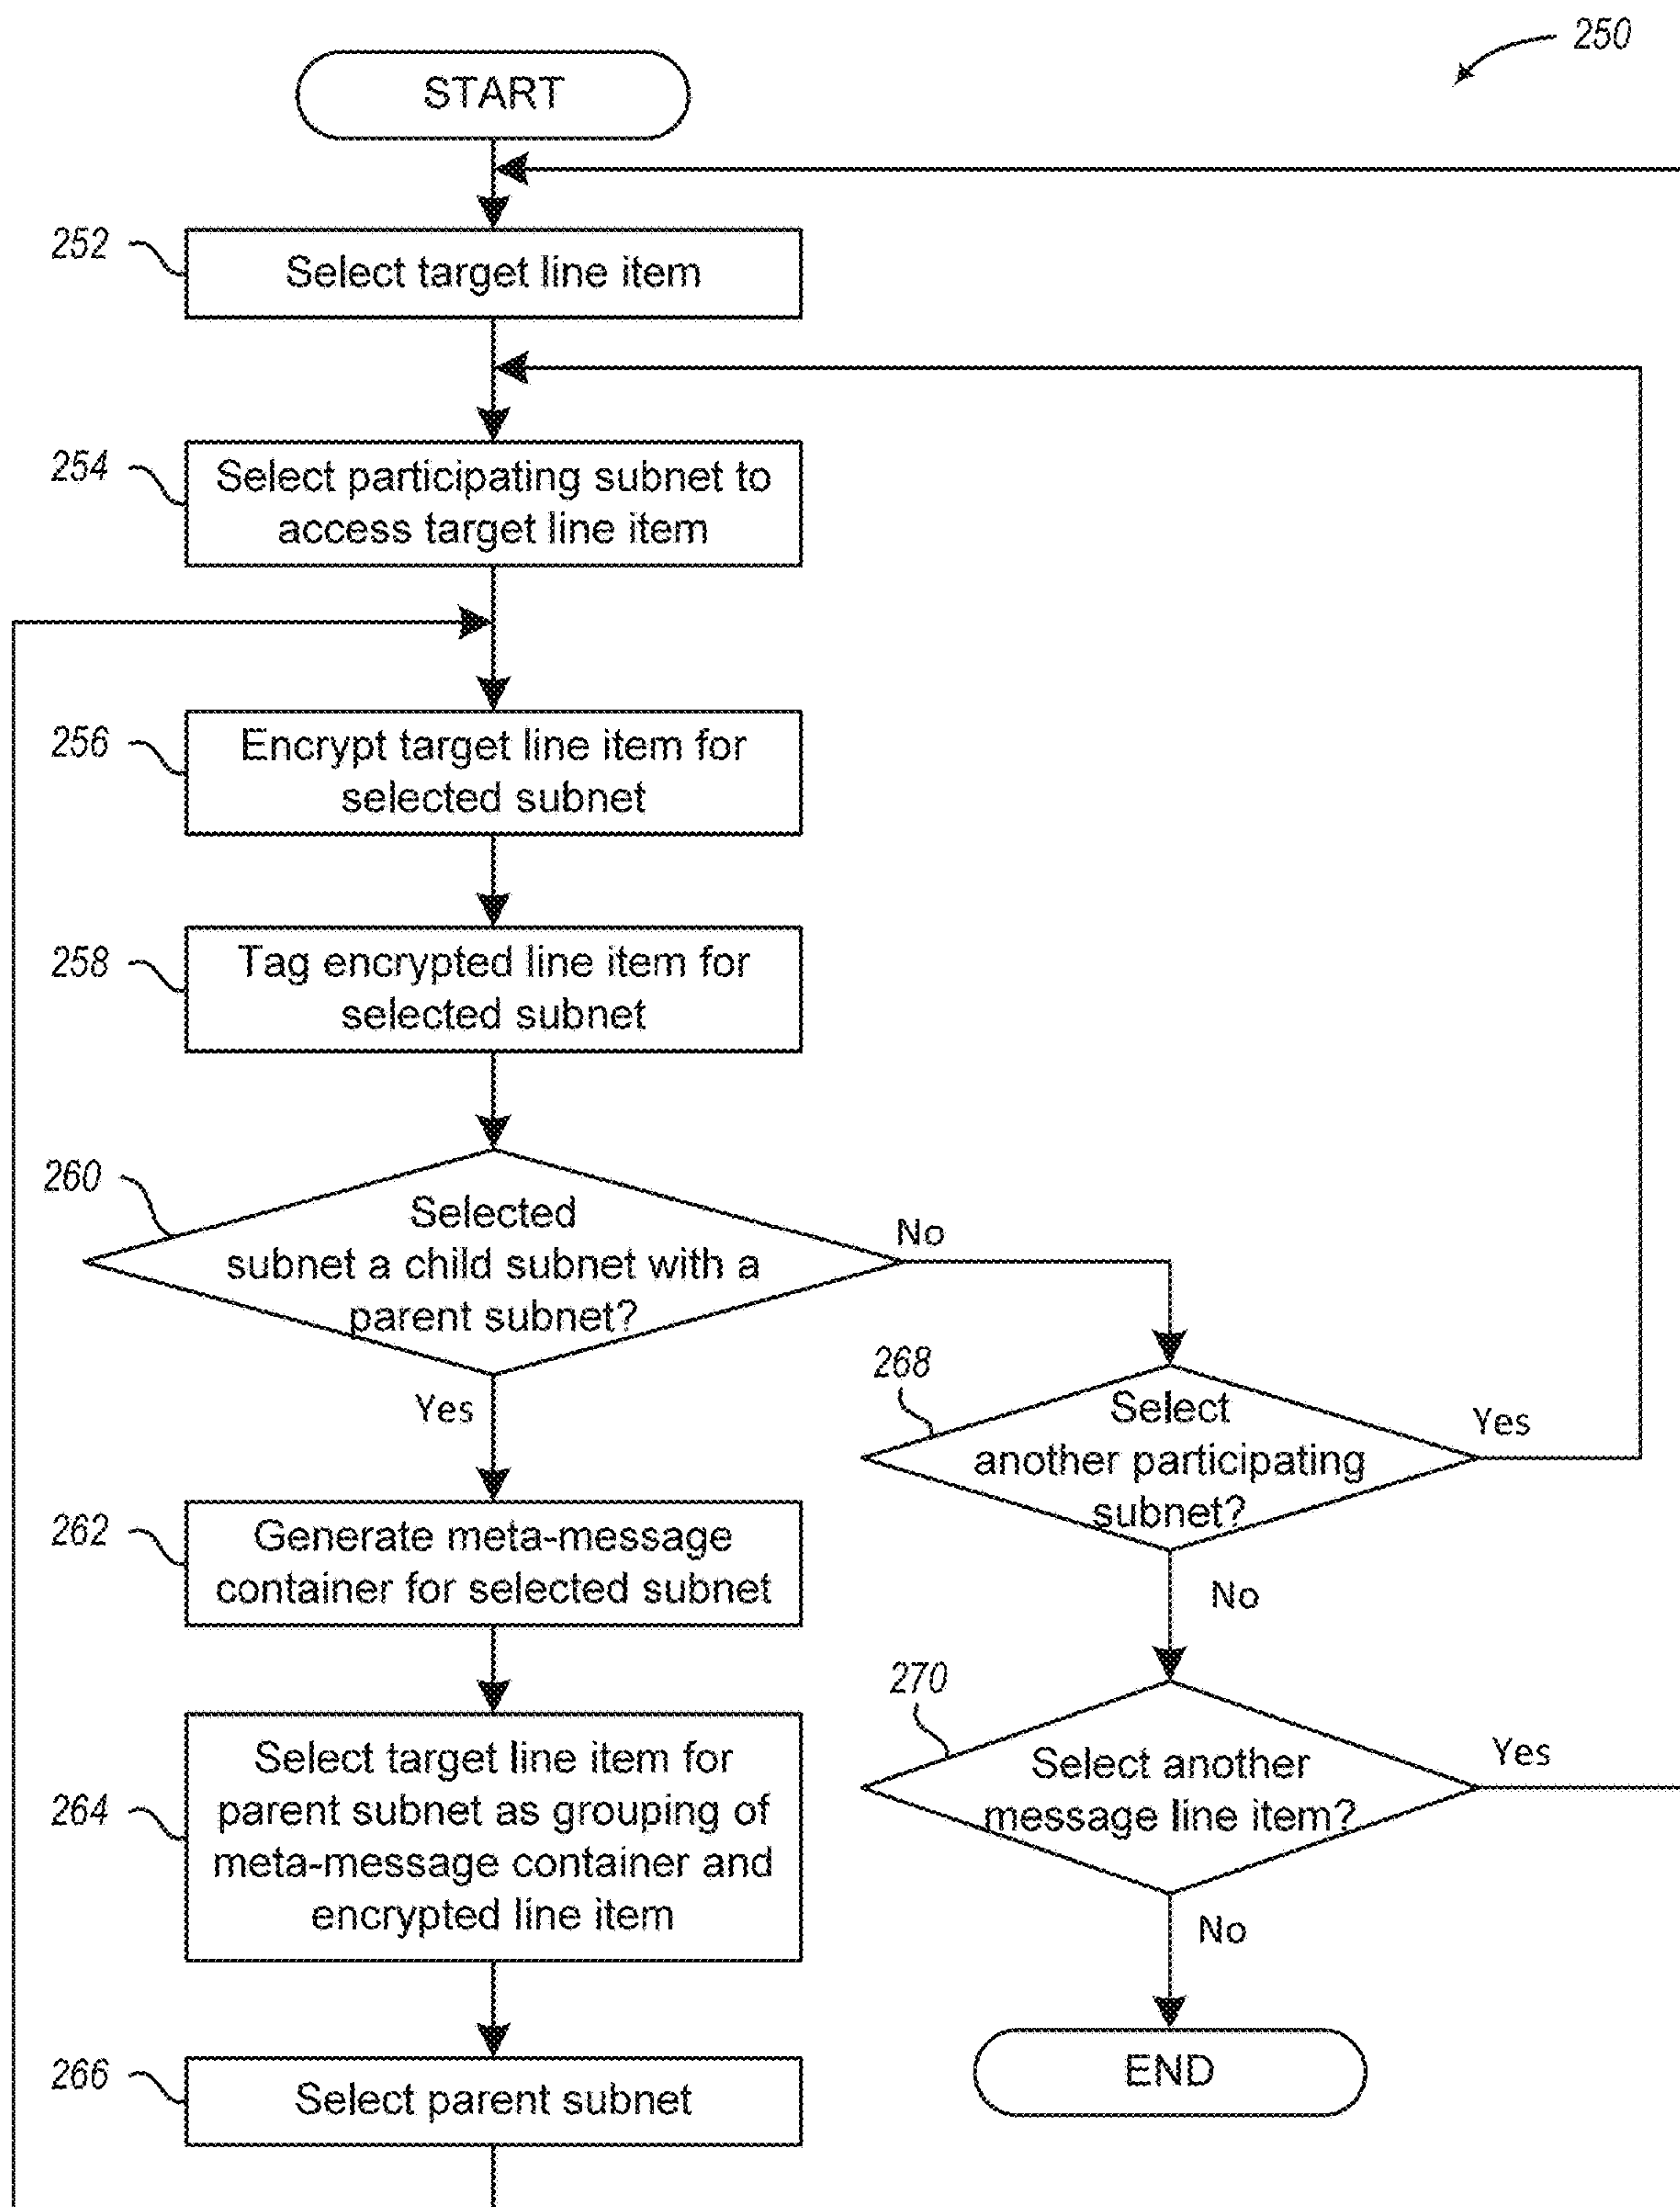 250
START
252
Select target line item
254
Select participating subnet to
access target line item
256
Encrypt target line item for
selected subnet
258
Tag encrypted line item for
selected subnet
260
Selected
subnet a child subnet with a
parent subnet?
No
Yes
268
Select
another participating
subnet?
Yes
No
262
Generate meta-message
container for selected subnet
264
Select target line item for
parent subnet as grouping of
meta-message container and
encrypted line item
270
Select another
message line item?
Yes
No
266
Select parent subnet
END